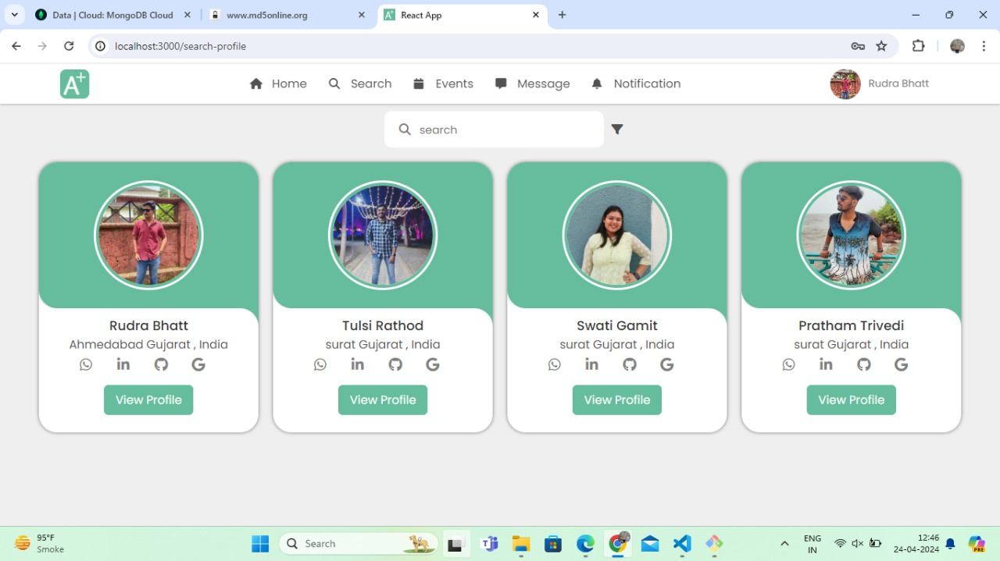 Data | Cloud: MongoDB Cloud
www.md5online.org
React App
localhost:3000/search-profile
A+
Home
Search
Events
Message
Notification
Rudra Bhatt
search
Rudra Bhatt
Ahmedabad Gujarat , India
View Profile
Tulsi Rathod
surat Gujarat , India
View Profile
Swati Gamit
surat Gujarat , India
View Profile
Pratham Trivedi
surat Gujarat , India
View Profile
95°F
Smoke
Search
ENG
IN
12:46
24-04-2024
PRE